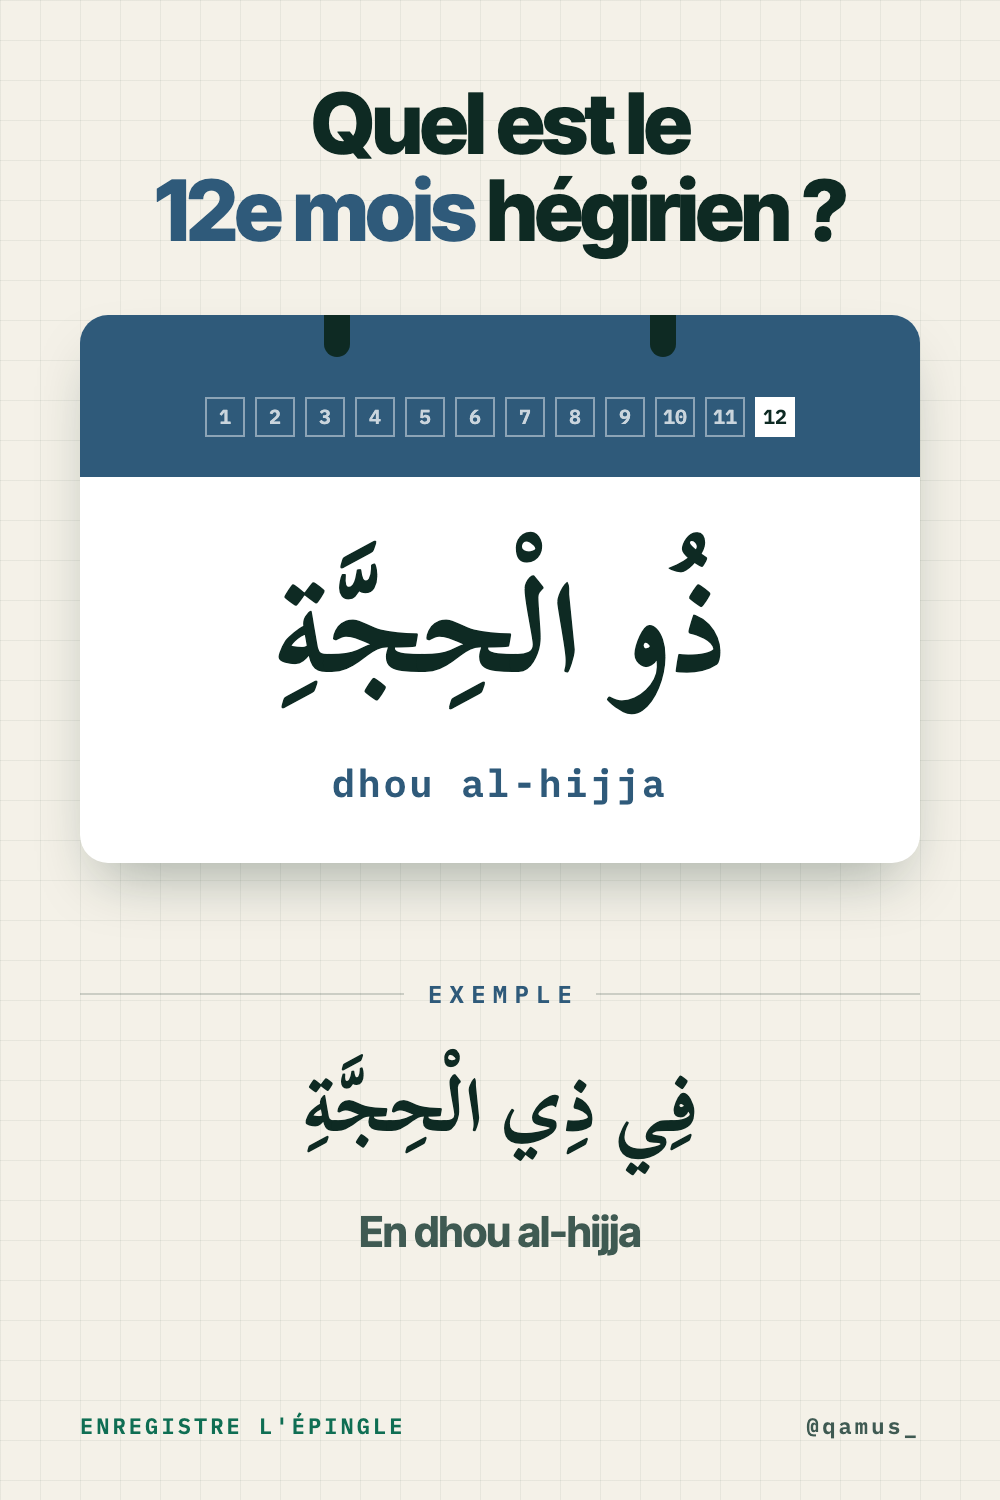 Quel est le
12e mois hégirien ?
1 2 3 4 5 6 7 8 9 10 11 12
ذُو الْحِجَّةِ
dhou al-hijja
EXEMPLE
فِي ذِي الْحِجَّةِ
En dhou al-hijja
ENREGISTRE L'ÉPINGLE
@qamus_